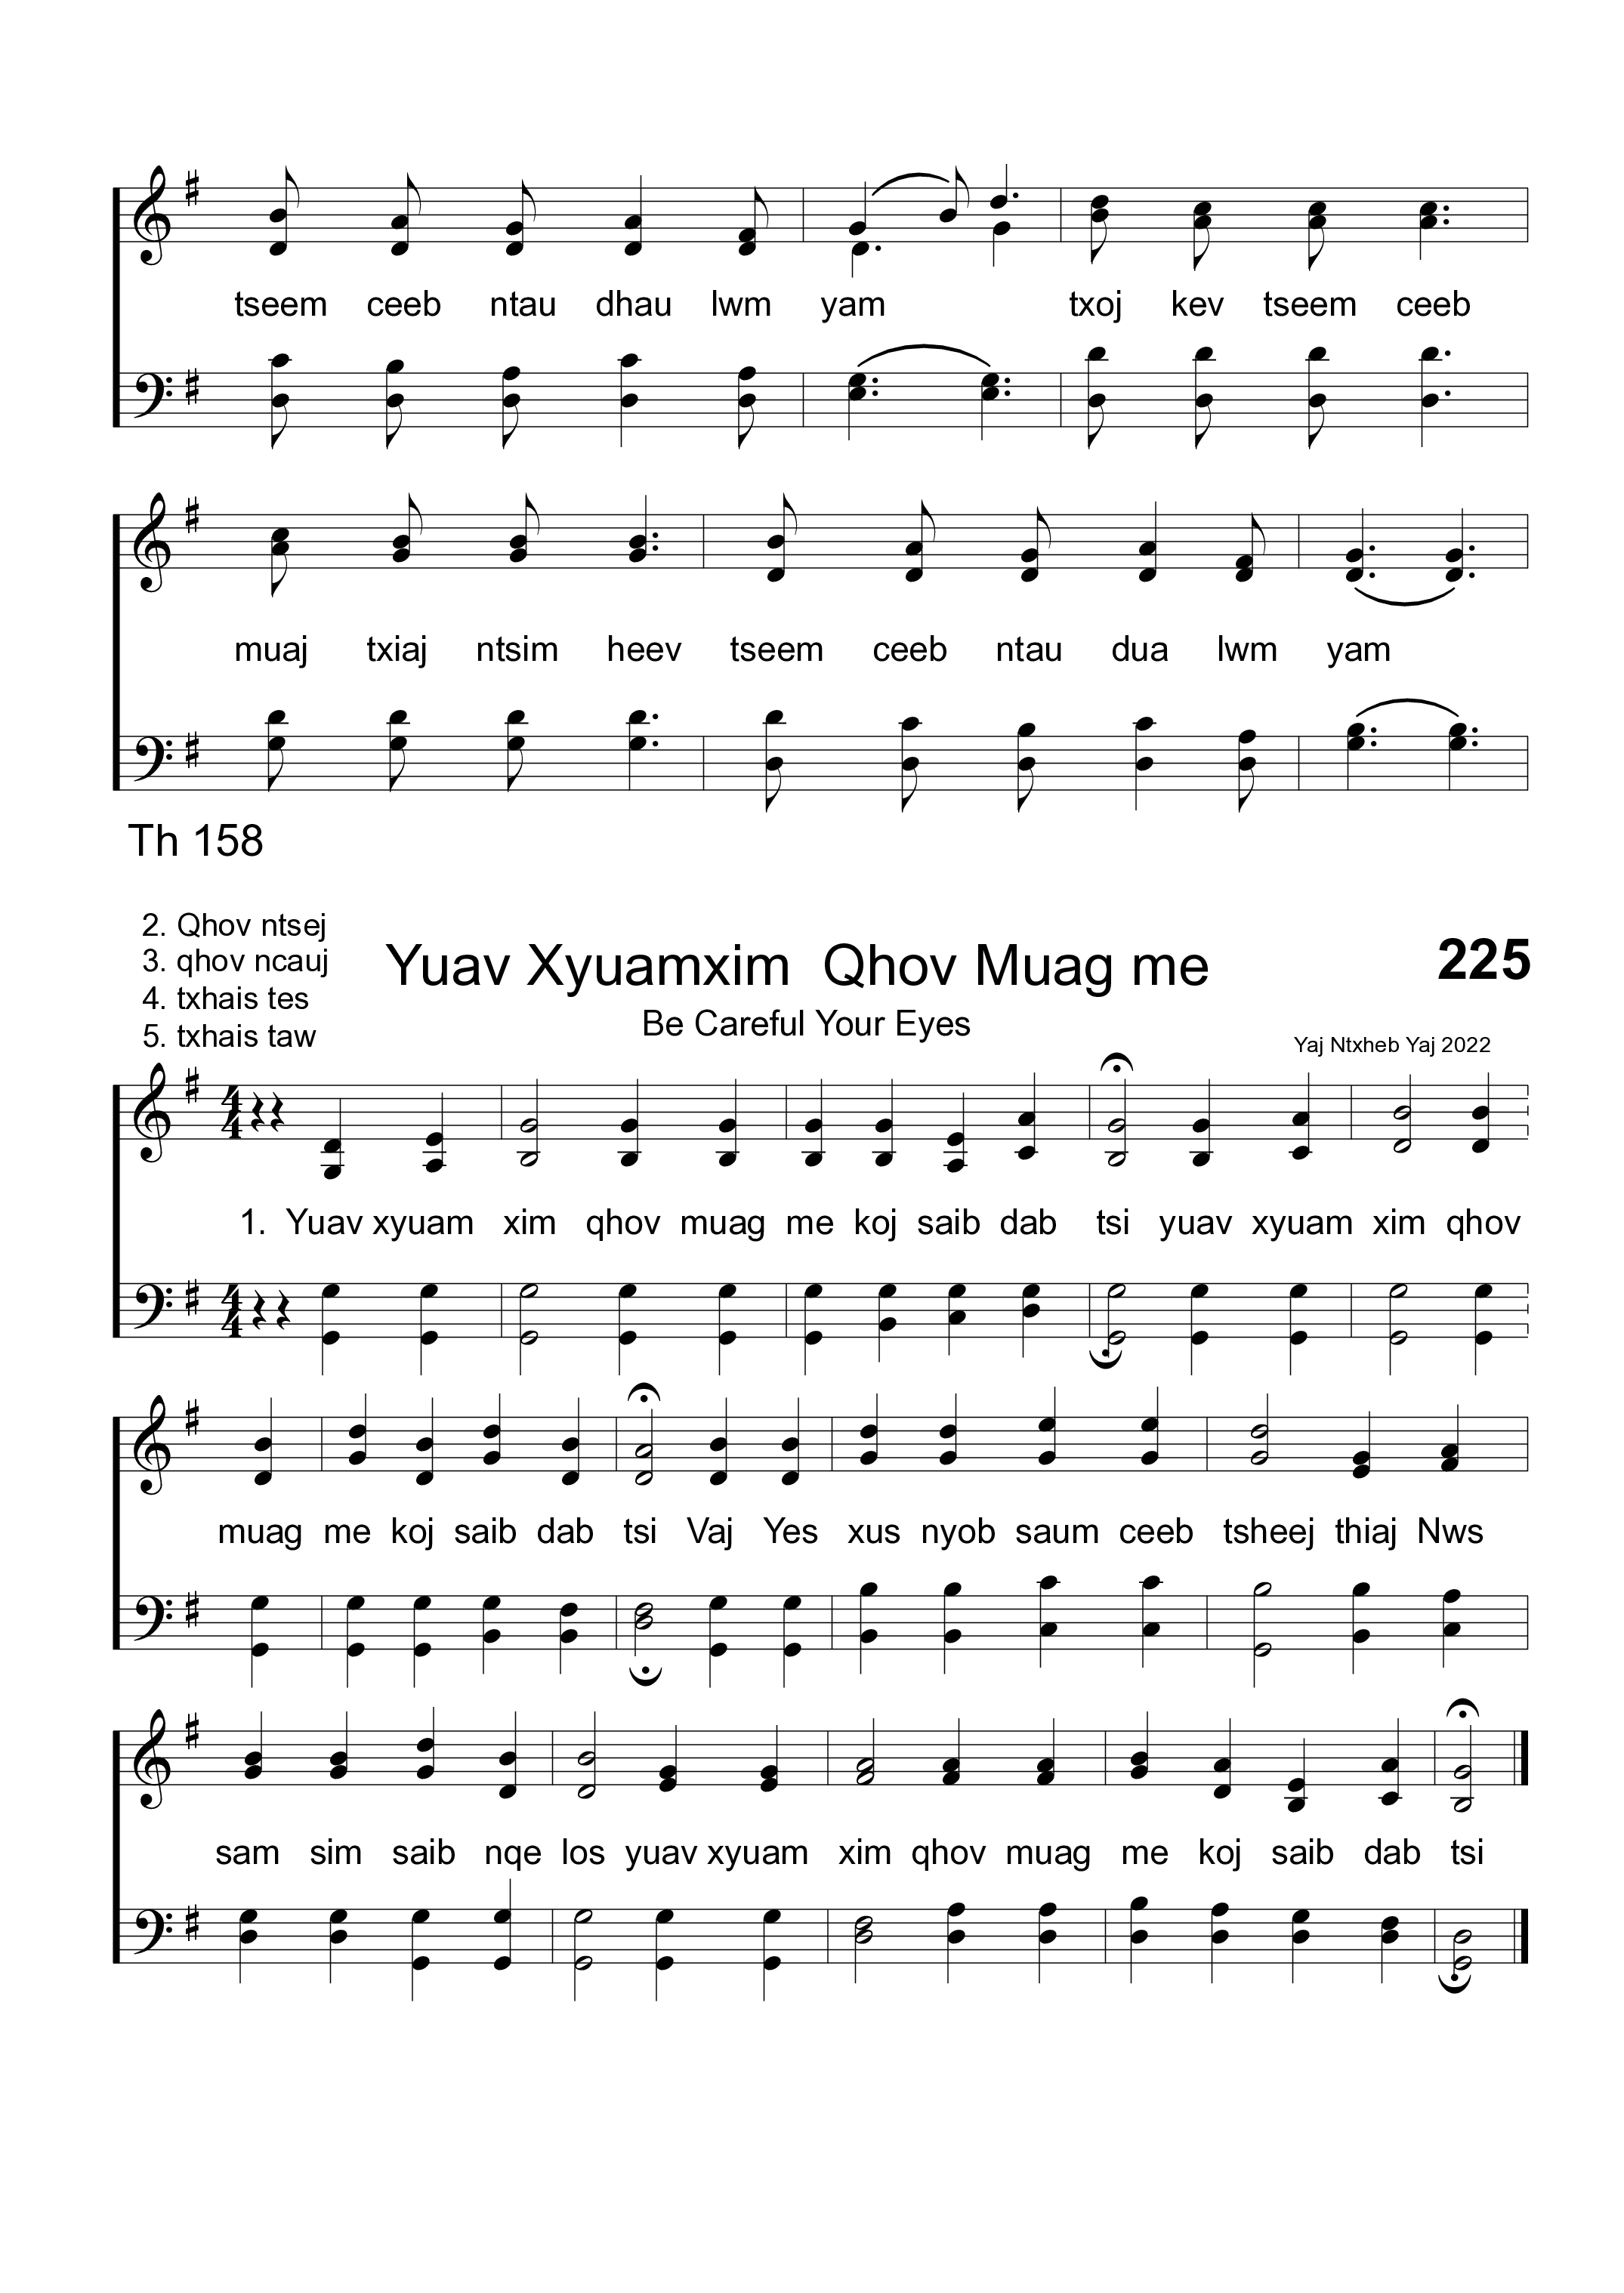 tseem ceeb ntau dhau lwm yam txoj kev tseem ceeb
muaj txiaj ntsim heev tseem ceeb ntau dua lwm yam
Th 158
2. Qhov ntsej
3. qhov ncauj
4. txhais tes
5. txhais taw
Yuav Xyuamxim Qhov Muag me
225
Be Careful Your Eyes
Yaj Ntxheb Yaj 2022
4
4
1. Yuav xyuam xim qhov muag me koj saib dab tsi yuav xyuam xim qhov
4
4
muag me koj saib dab tsi Vaj Yes xus nyob saum ceeb tsheej thiaj Nws
sam sim saib nqe los yuav xyuam xim qhov muag me koj saib dab tsi